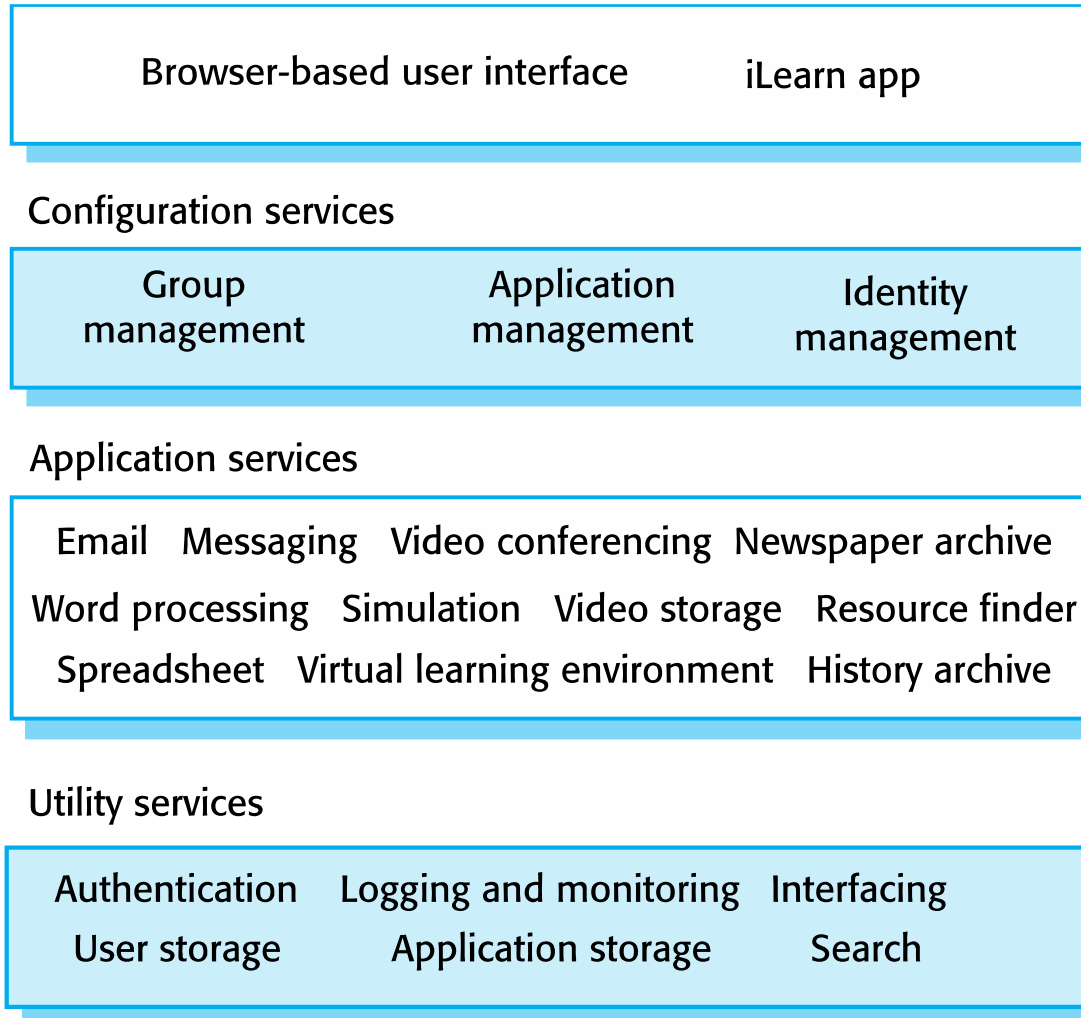 Browser-based user interface iLearn app
Configuration services
Group management Application management Identity management
Application services
Email Messaging Video conferencing Newspaper archive
Word processing Simulation Video storage Resource finder
Spreadsheet Virtual learning environment History archive
Utility services
Authentication Logging and monitoring Interfacing
User storage Application storage Search